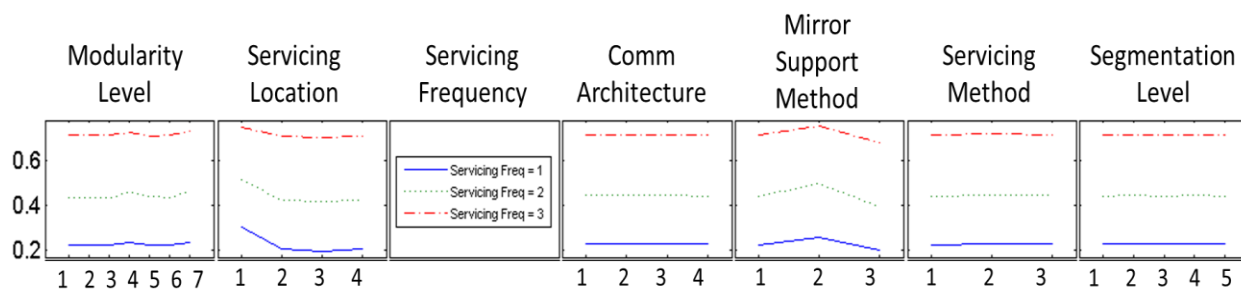 Modularity
Level
Servicing
Location
Servicing
Frequency
Comm
Architecture
Mirror
Support
Method
Servicing
Method
Segmentation
Level
0.6
0.4
0.2
Servicing Freq = 1
Servicing Freq = 2
Servicing Freq = 3
1 2 3 4 5 6 7
1 2 3 4
1 2 3 4
1 2 3
1 2 3
1 2 3 4 5